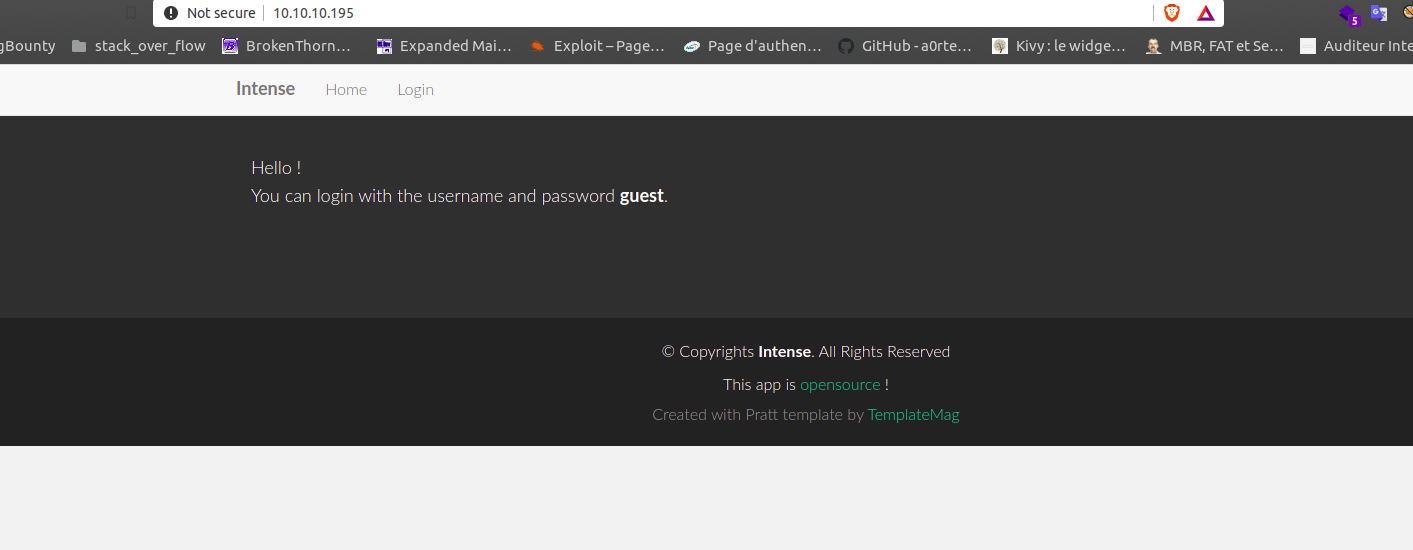 Not secure 10.10.10.195
5
gBounty stack_over_flow BrokenThorn… Expanded Mai… Exploit – Page… Page d'authen… GitHub - a0rte… Kivy : le widge… MBR, FAT et Se… Auditeur Inte
Intense Home Login
Hello !
You can login with the username and password guest.
© Copyrights Intense. All Rights Reserved
This app is opensource !
Created with Pratt template by TemplateMag